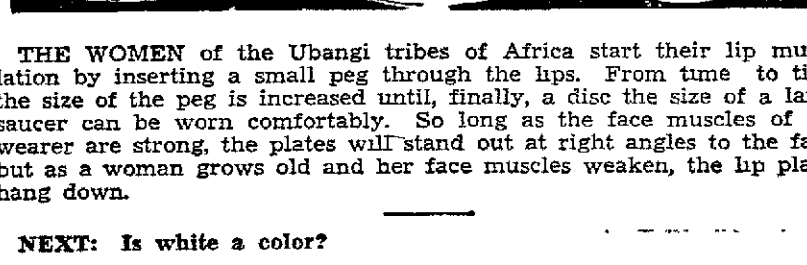 THE WOMEN of the Ubangi tribes of Africa start their lip mu
lation by inserting a small peg through the lips. From time to ti
the size of the peg is increased until, finally, a disc the size of a la
saucer can be worn comfortably. So long as the face muscles of
wearer are strong, the plates will stand out at right angles to the fa
but as a woman grows old and her face muscles weaken, the lip pla
hang down.
NEXT: Is white a color?